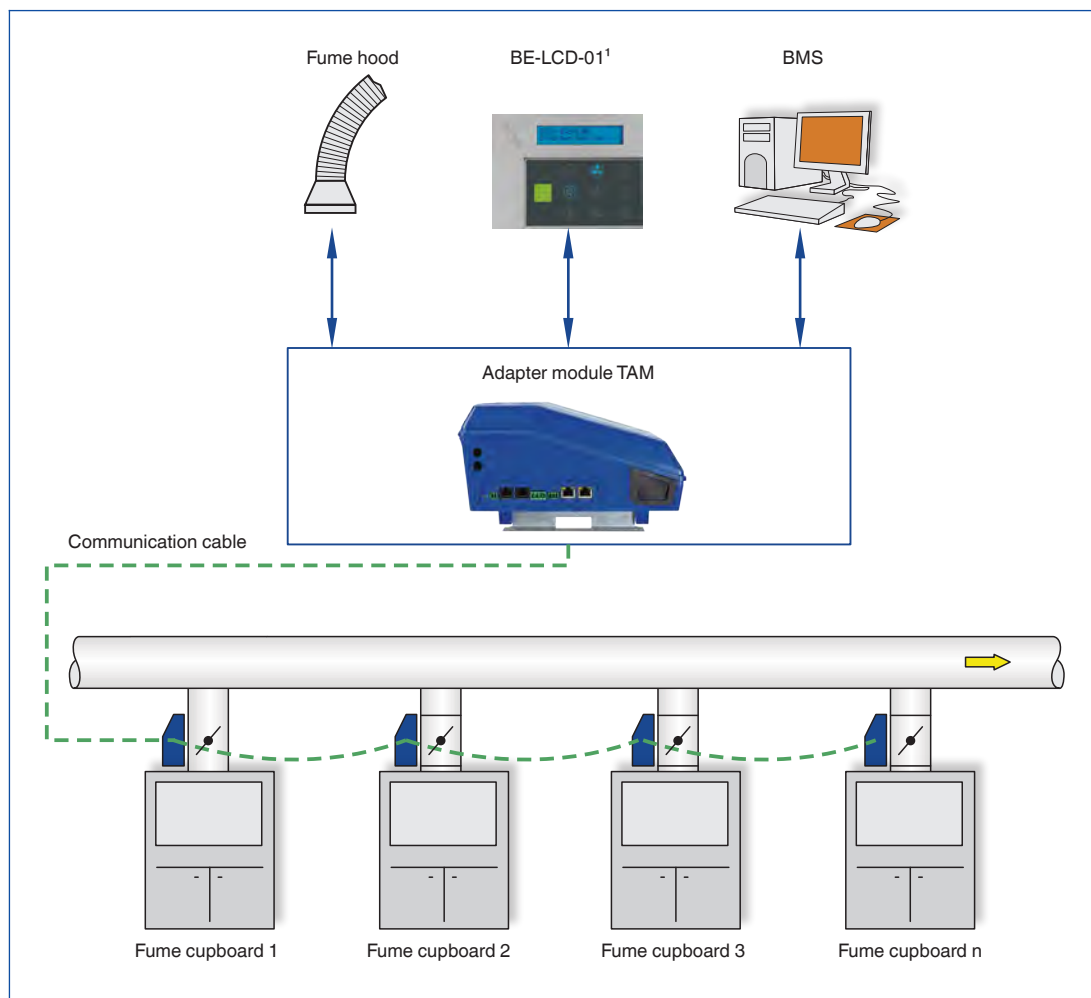 Fume hood
BE-LCD-01¹
BMS
Adapter module TAM
Communication cable
Fume cupboard 1
Fume cupboard 2
Fume cupboard 3
Fume cupboard n